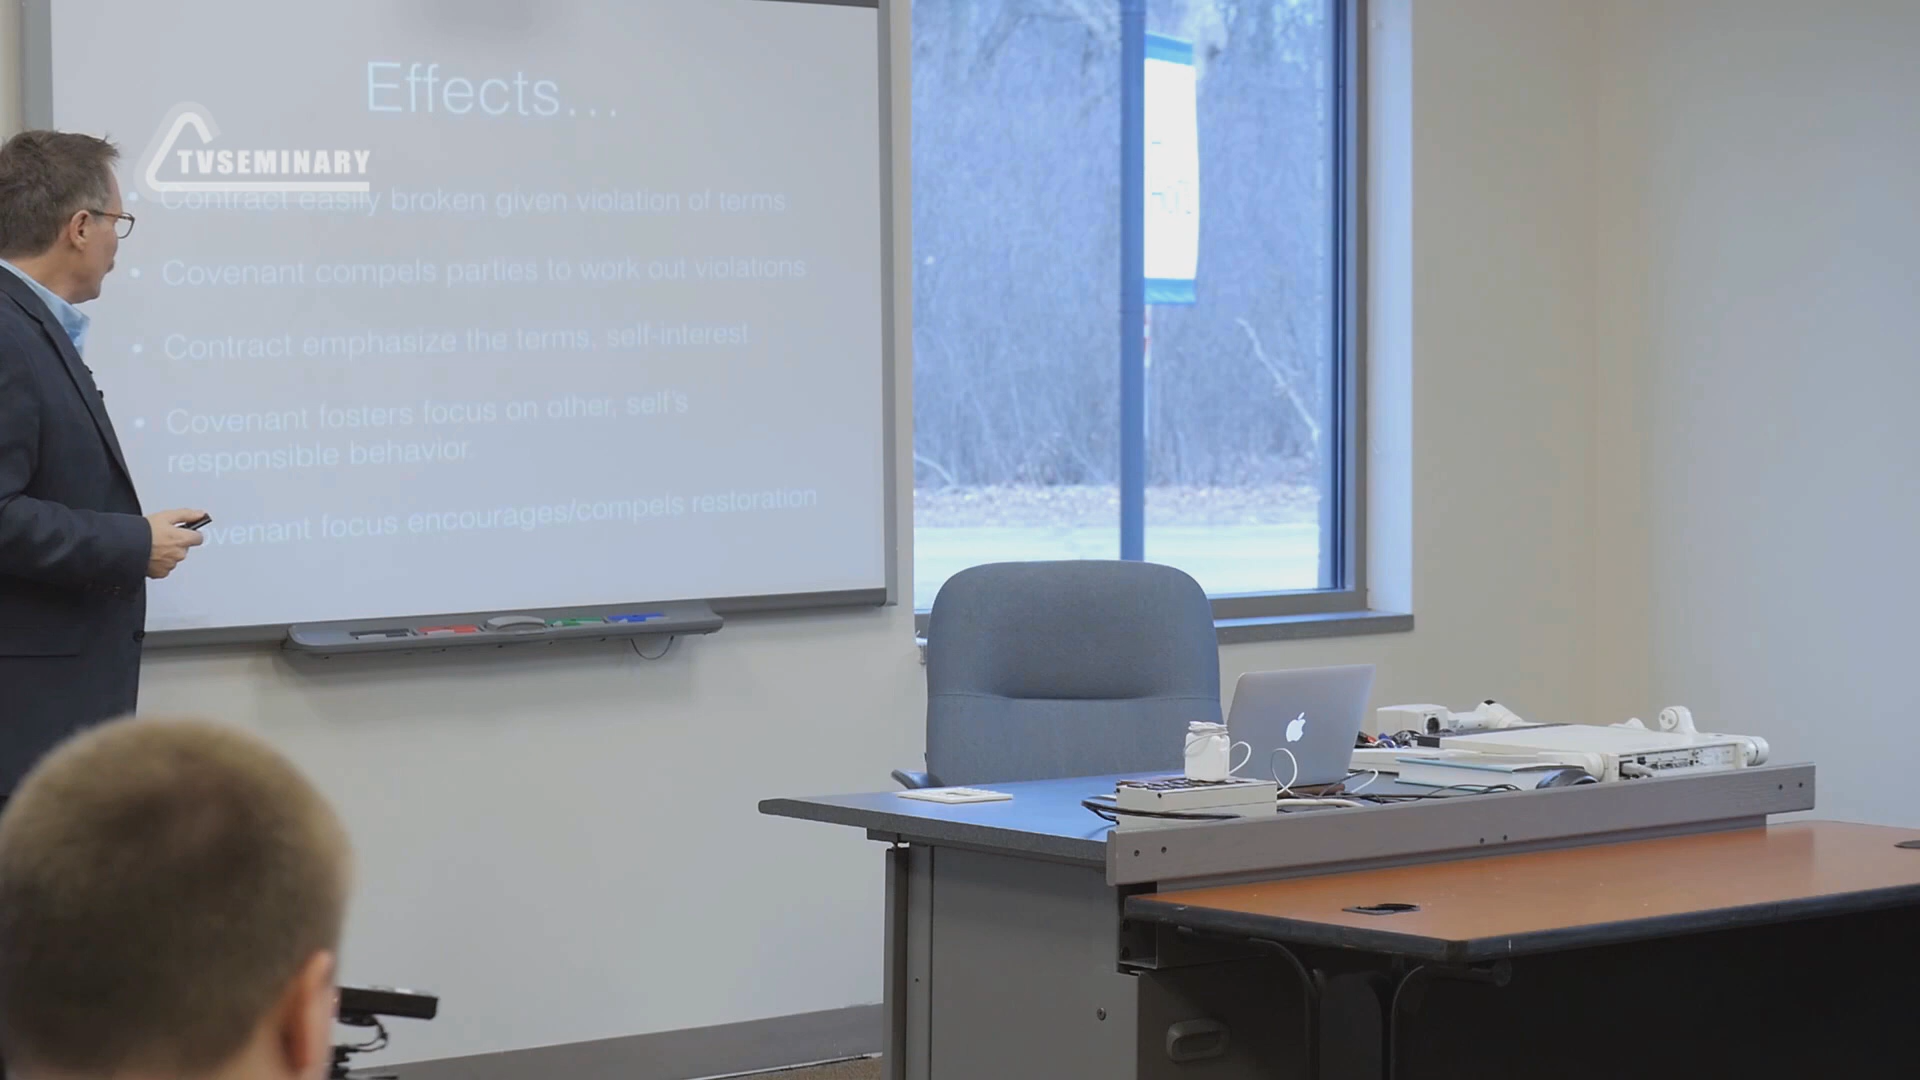 Effects...
TVSEMINARY
• Contract easily broken given violation of terms
• Covenant compels parties to work out violations
• Contract emphasize the terms, self-interest
• Covenant fosters focus on other, self's
responsible behavior.
ovenant focus encourages/compels restoration